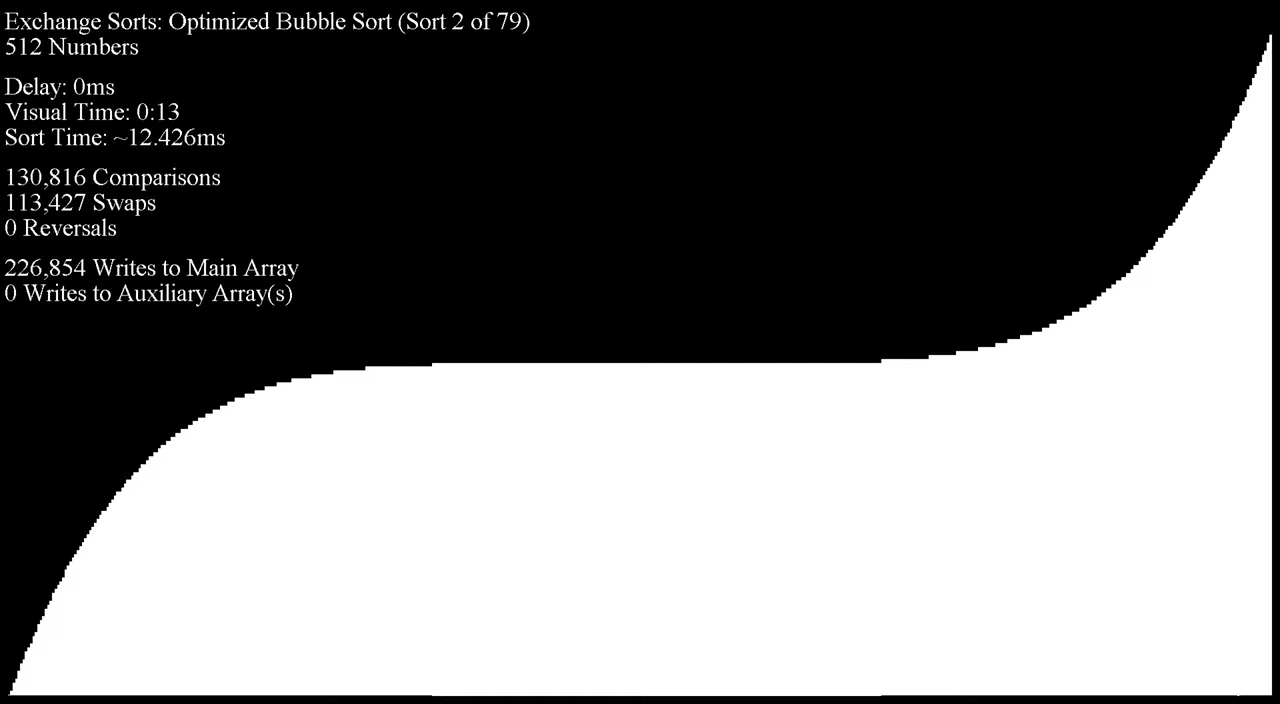 Exchange Sorts: Optimized Bubble Sort (Sort 2 of 79)
512 Numbers
Delay: 0ms
Visual Time: 0:13
Sort Time: ~12.426ms
130,816 Comparisons
113,427 Swaps
0 Reversals
226,854 Writes to Main Array
0 Writes to Auxiliary Array(s)